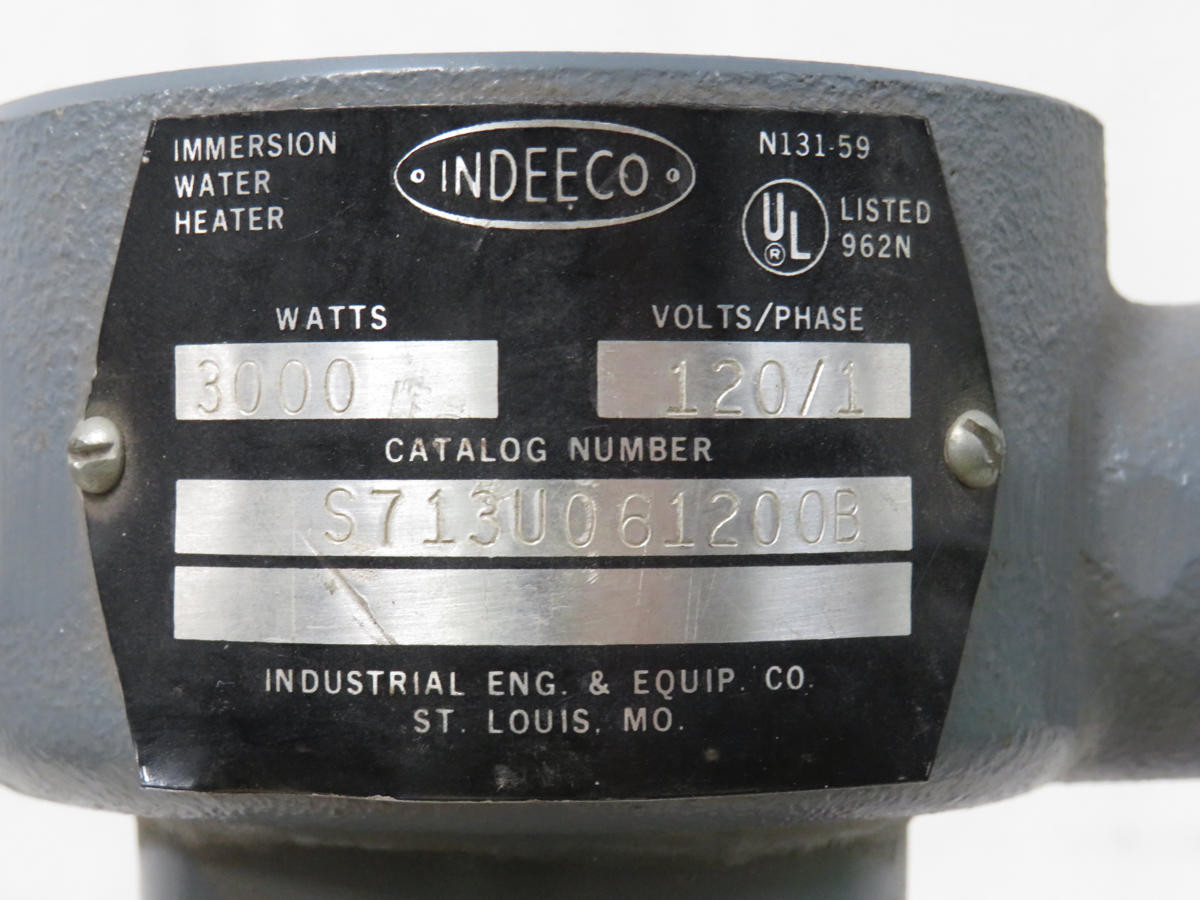 IMMERSION
WATER
HEATER
INDEECO
N131-59
UL
®
LISTED
962N
WATTS
3000
VOLTS/PHASE
120/1
CATALOG NUMBER
S713U061200B
INDUSTRIAL ENG. & EQUIP. CO.
ST. LOUIS, MO.